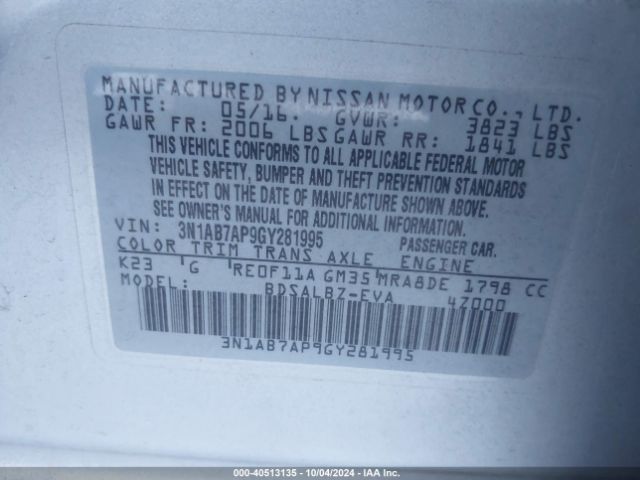 MANUFACTURED BY NISSAN MOTOR CO., LTD.
DATE: 05/16. GVWR: 3823 LBS
GAWR FR: 2006 LBS GAWR RR: 1841 LBS
THIS VEHICLE CONFORMS TO ALL APPLICABLE FEDERAL MOTOR
VEHICLE SAFETY, BUMPER AND THEFT PREVENTION STANDARDS
IN EFFECT ON THE DATE OF MANUFACTURE SHOWN ABOVE.
SEE OWNER'S MANUAL FOR ADDITIONAL INFORMATION.
VIN: 3N1AB7AP9GY281995 PASSENGER CAR.
COLOR TRIM TRANS AXLE ENGINE
K23 G RE0F11A GM35 MRA8DE 1798 CC
MODEL: BDSALBZ-EVA 4Z000
3N1AB7AP9GY281995
000-40513135 - 10/04/2024 - IAA Inc.